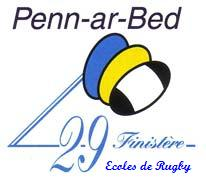 Penn-ar-Bed
29 Finistère
Ecoles de Rugby